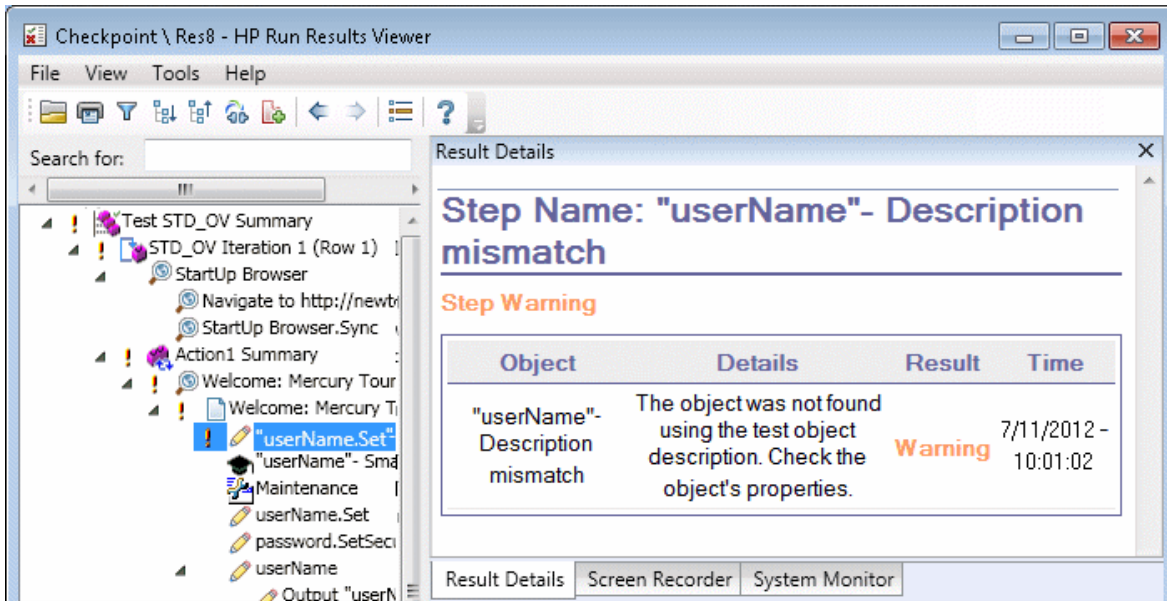 Checkpoint \ Res8 - HP Run Results Viewer
File View Tools Help
Search for:
Test STD_OV Summary
STD_OV Iteration 1 (Row 1)
StartUp Browser
Navigate to http://newt
StartUp Browser.Sync
Action1 Summary
Welcome: Mercury Tour
Welcome: Mercury T
"userName.Set"-
"userName"- Sma
Maintenance
userName.Set
password.SetSecu
userName
Output "userN
Result Details
Step Name: "userName"- Description
mismatch
Step Warning
Object Details Result Time
"userName"-
Description
mismatch
The object was not found
using the test object
description. Check the
object's properties.
Warning
7/11/2012 -
10:01:02
Result Details Screen Recorder System Monitor